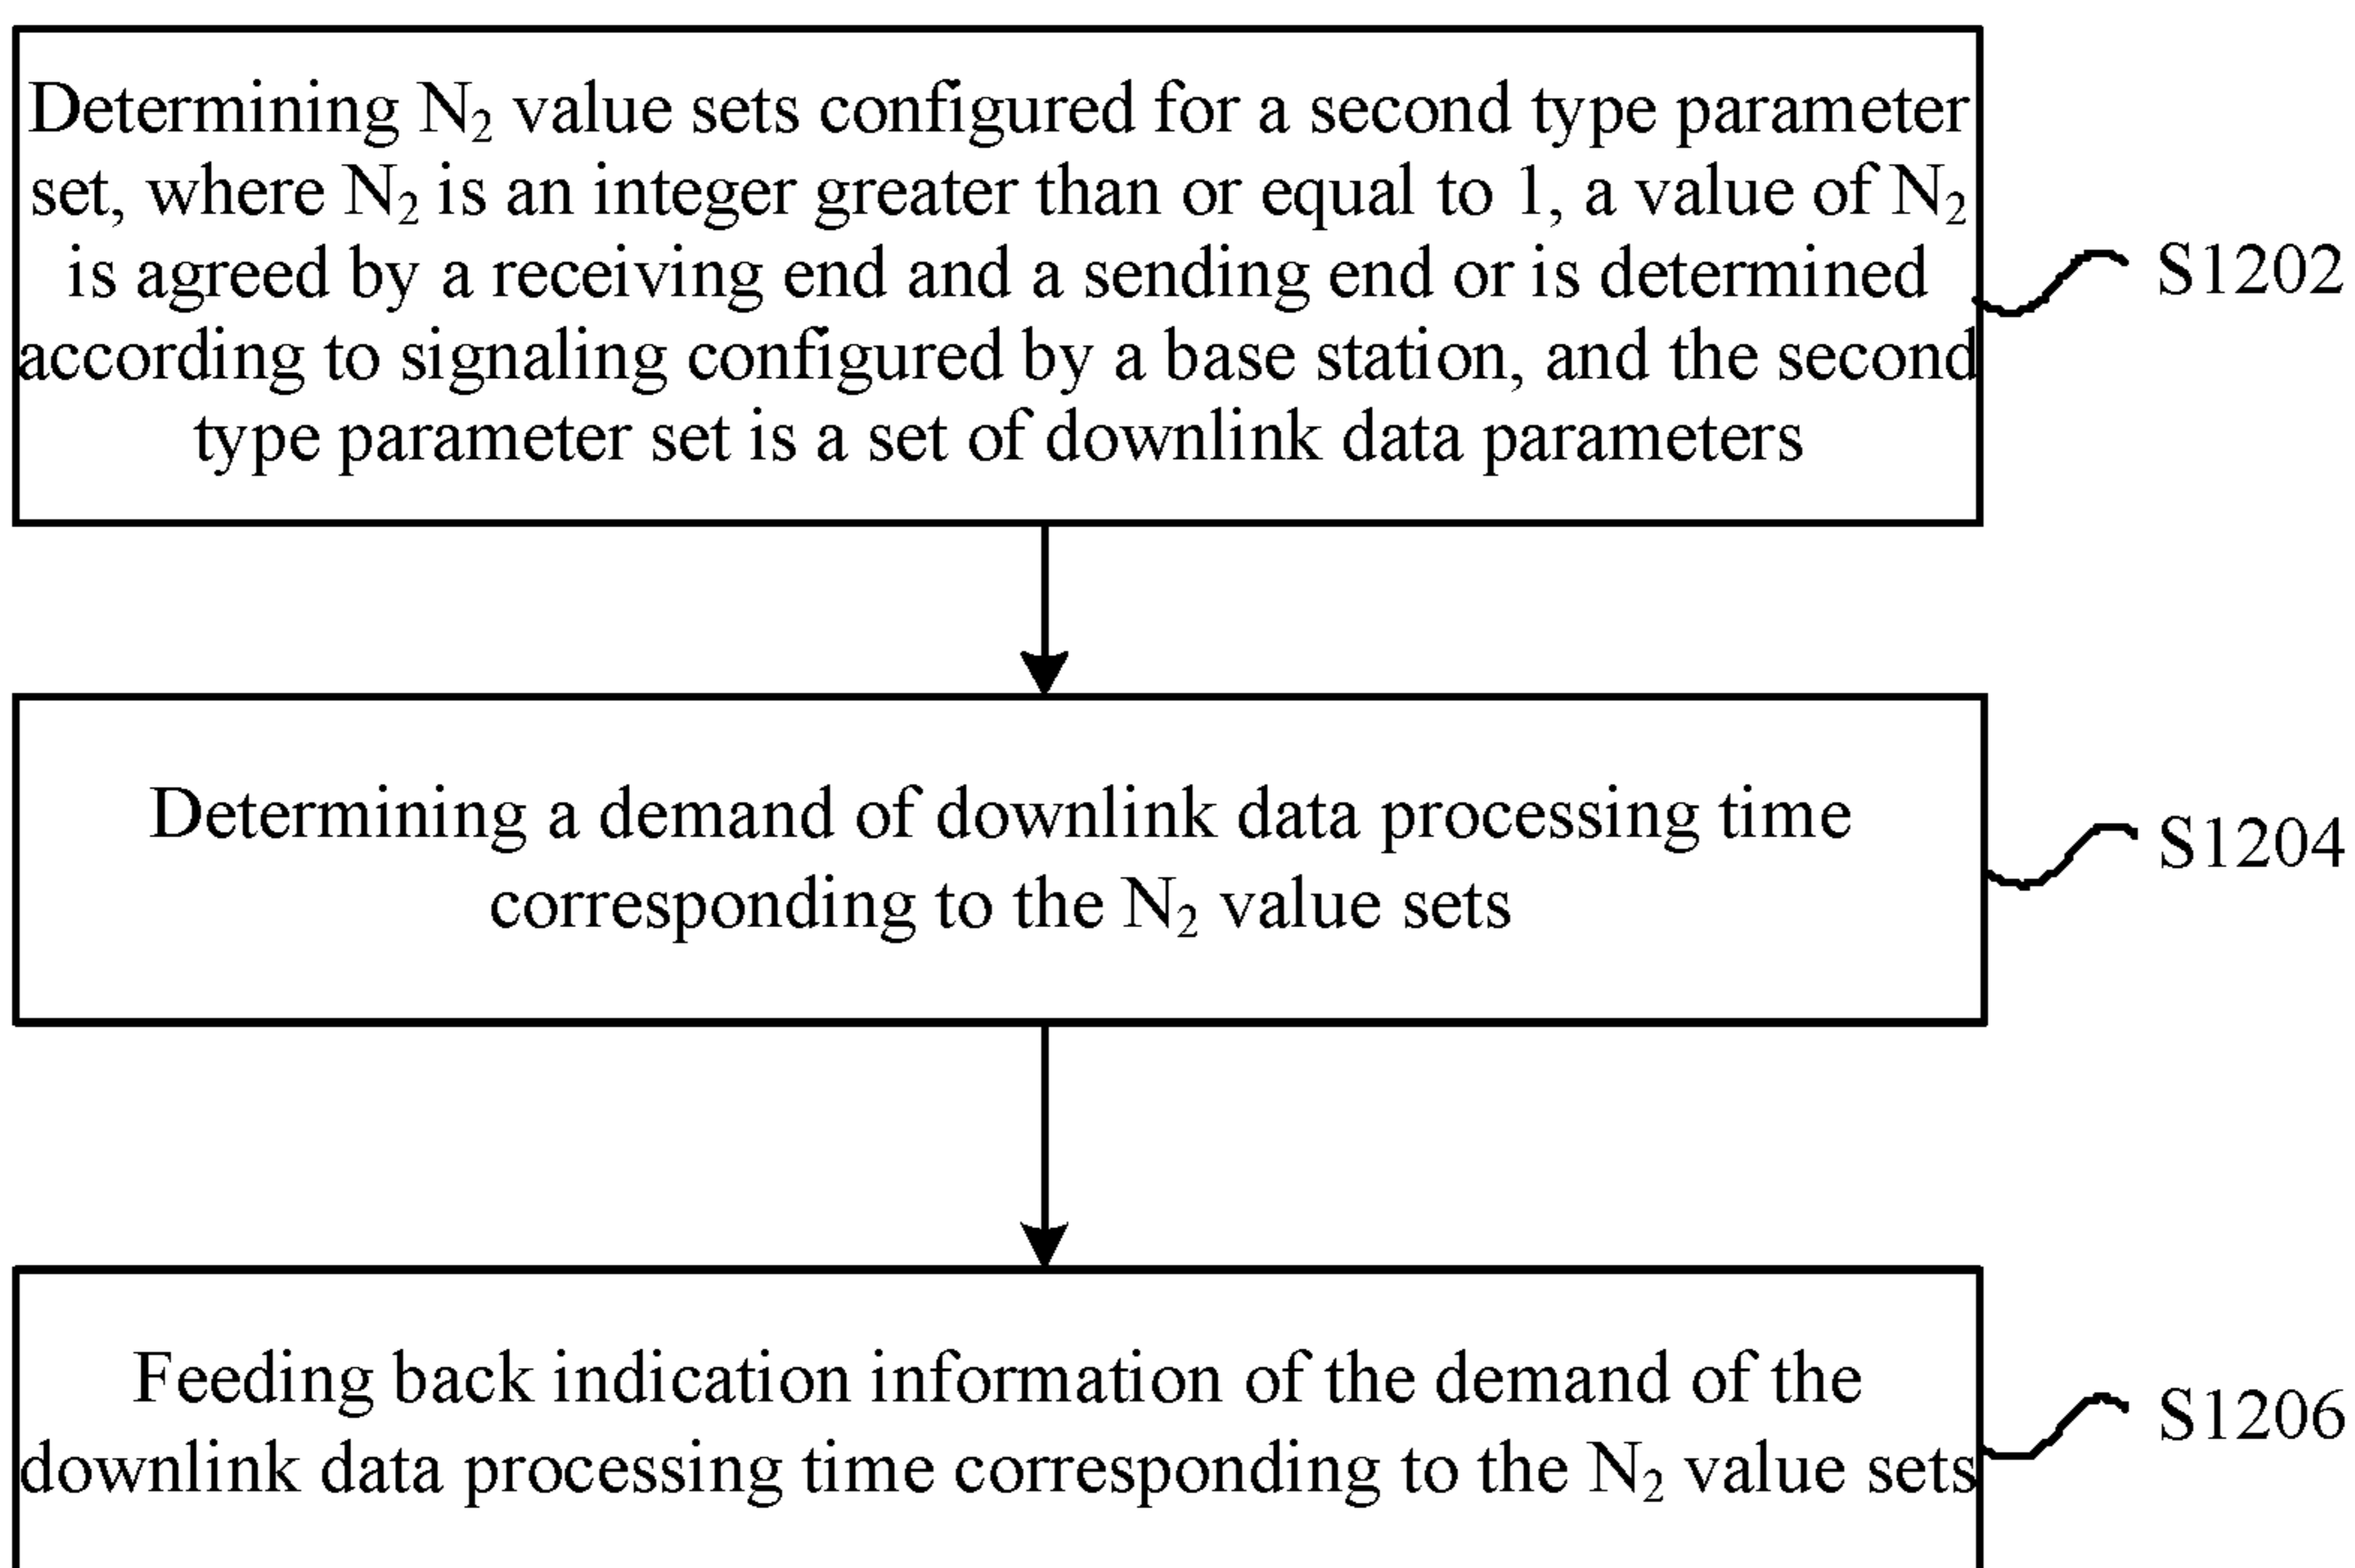 Determining N₂ value sets configured for a second type parameter
set, where N₂ is an integer greater than or equal to 1, a value of N₂
is agreed by a receiving end and a sending end or is determined
according to signaling configured by a base station, and the second
type parameter set is a set of downlink data parameters
S1202
Determining a demand of downlink data processing time
corresponding to the N₂ value sets
S1204
Feeding back indication information of the demand of the
downlink data processing time corresponding to the N₂ value sets
S1206